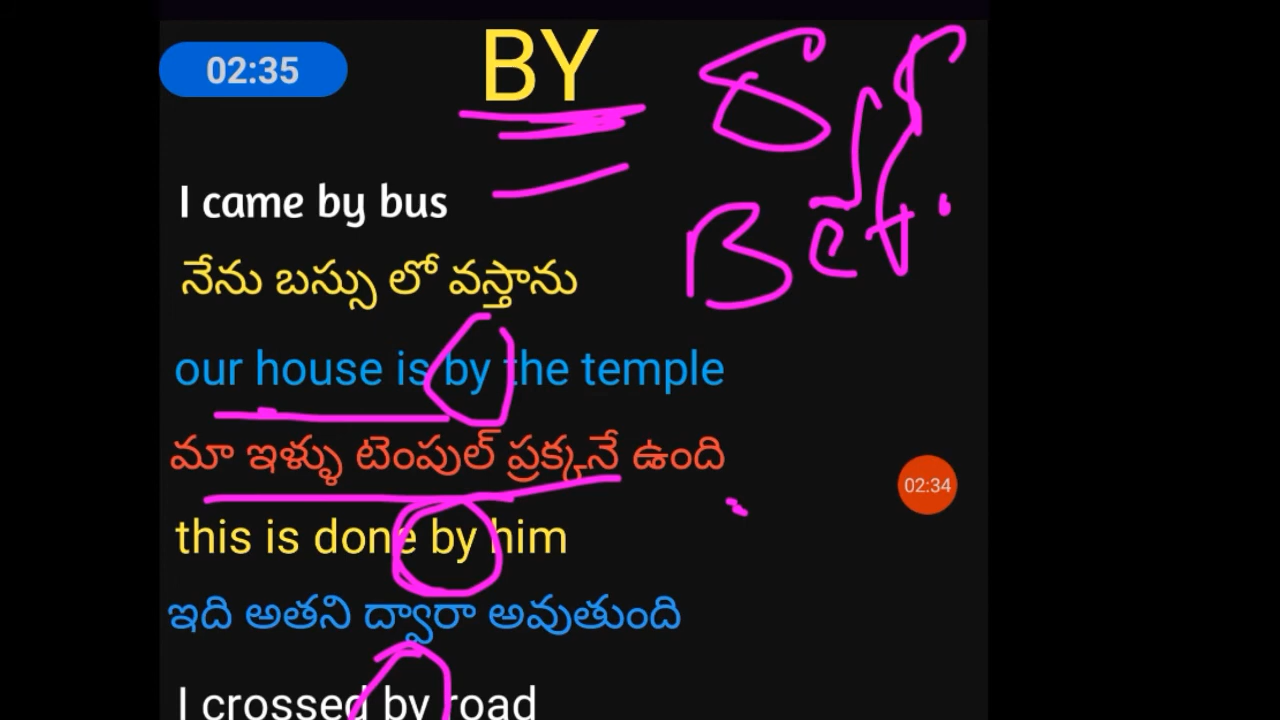 02:35
BY
I came by bus
నేను బస్సు లో వస్తాను
our house is by the temple
మా ఇళ్ళు టెంపుల్ ప్రక్కనే ఉంది
02:34
this is done by him
ఇది అతని ద్వారా అవుతుంది
I crossed by road